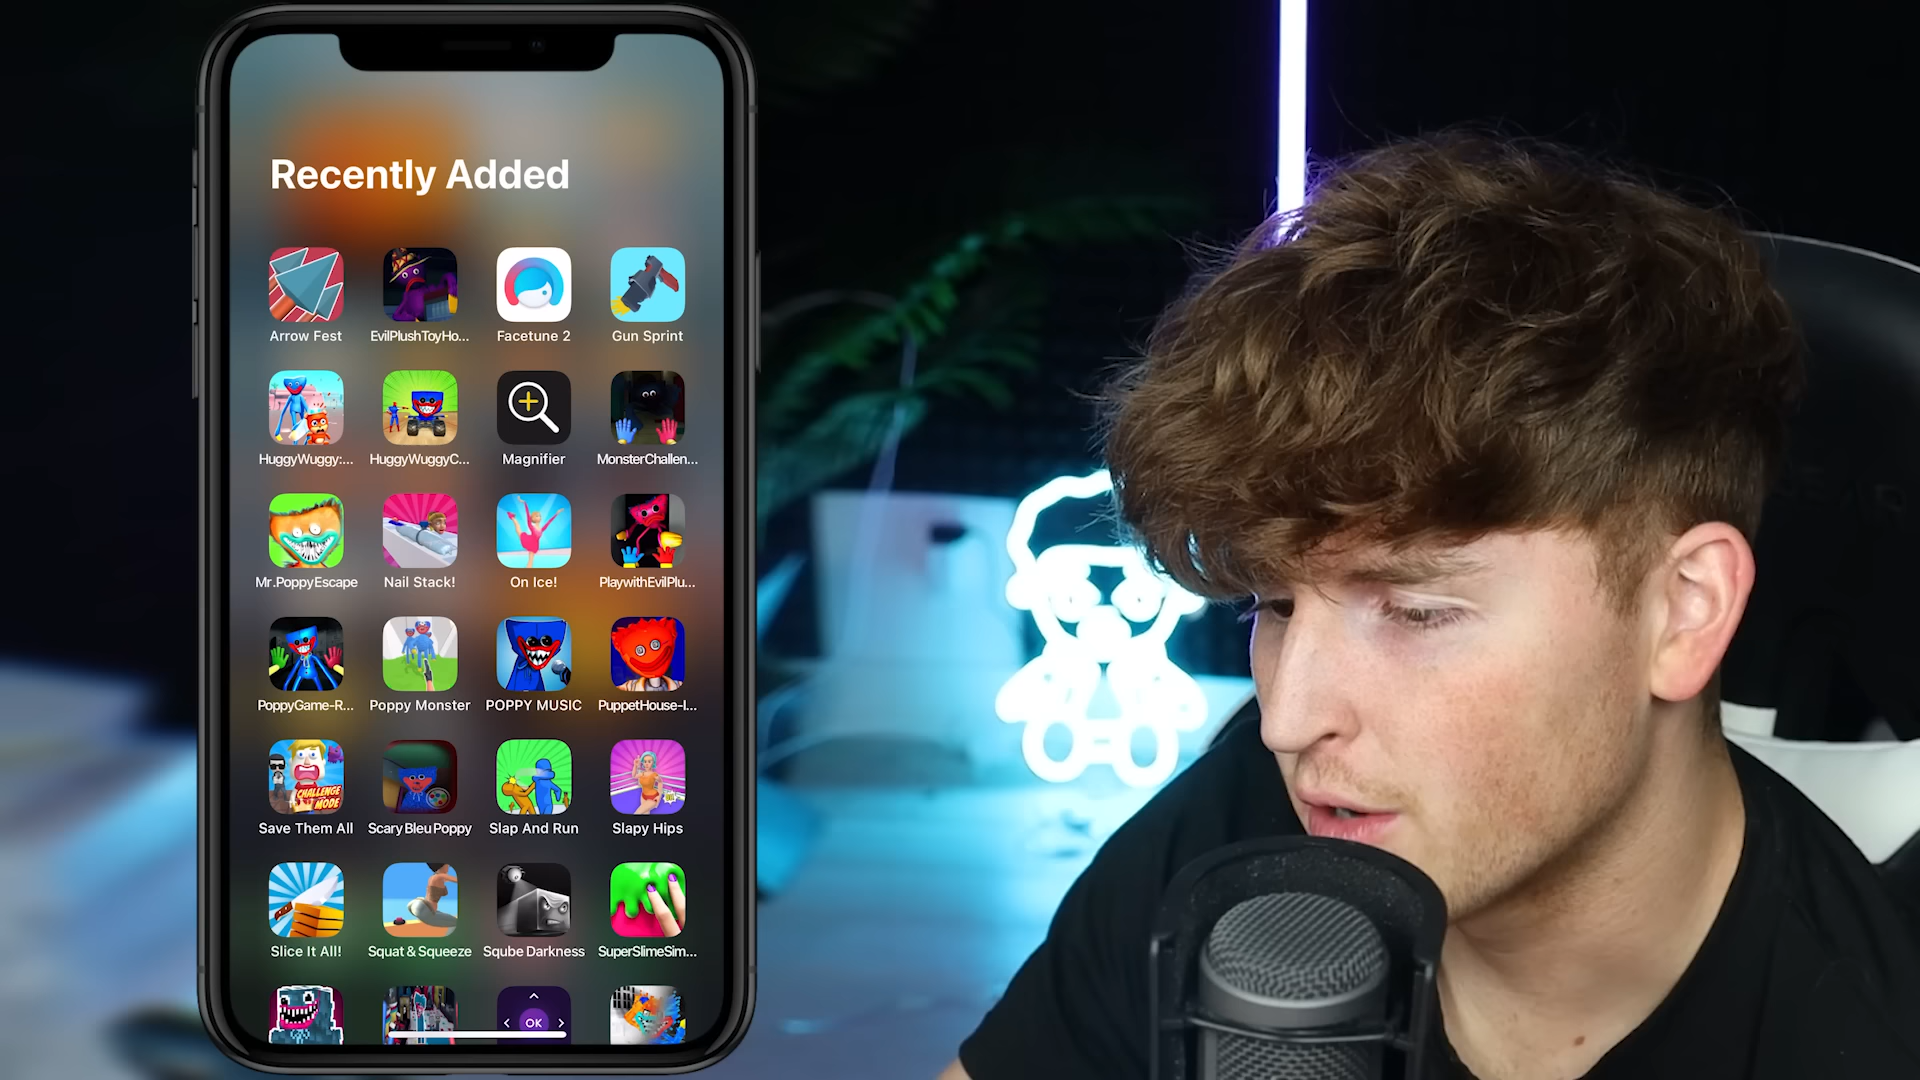 Recently Added
Arrow Fest
EvilPlushToyHo...
Facetune 2
Gun Sprint
HuggyWuggy:...
HuggyWuggyC...
Magnifier
MonsterChallen...
Mr.PoppyEscape
Nail Stack!
On Ice!
PlaywithEvilPlu...
PoppyGame-R...
Poppy Monster
POPPY MUSIC
PuppetHouse-I...
CHALLENGE
MODE
Save Them All
Scary Bleu Poppy
Slap And Run
Slapy Hips
Slice It All!
Squat & Squeeze
Sqube Darkness
SuperSlimeSim...
OK